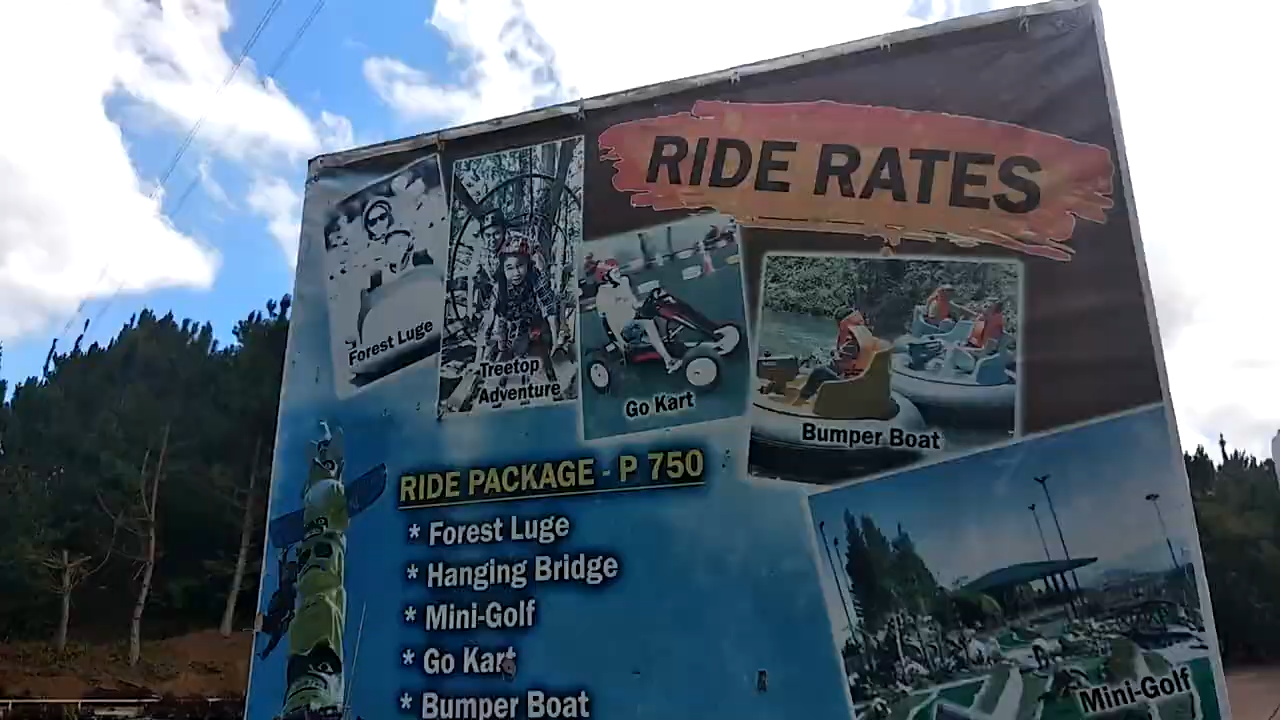 RIDE RATES
Forest Luge
Treetop
Adventure
Go Kart
Bumper Boat
RIDE PACKAGE - P 750
* Forest Luge
* Hanging Bridge
* Mini-Golf
* Go Kart
* Bumper Boat
Mini-Golf